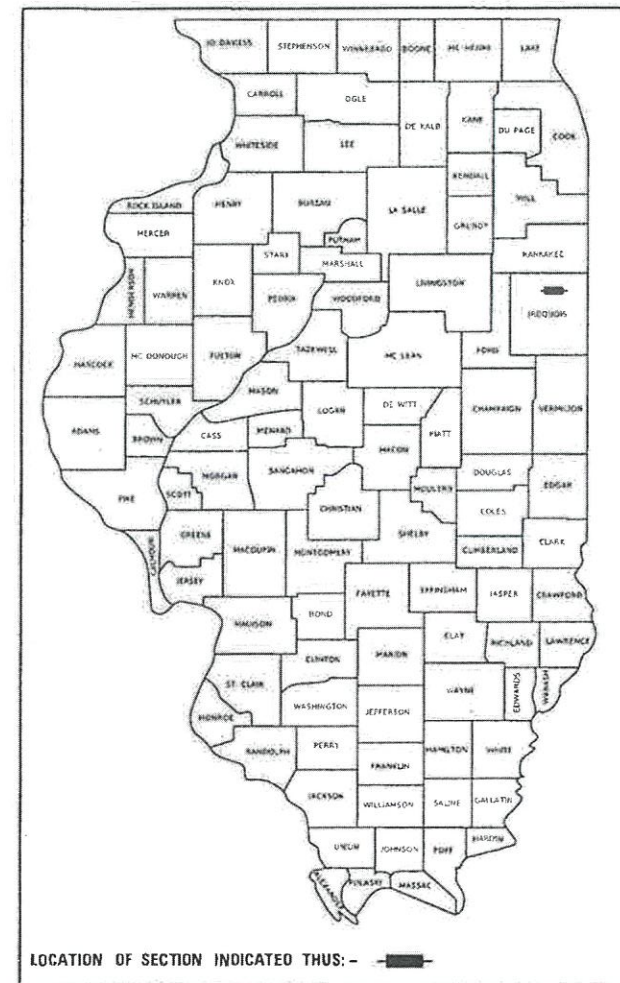 JO DAVIESS
STEPHENSON
WINNEBAGO
BOONE
MC HENRY
LAKE
CARROLL
OGLE
DE KALB
KANE
DU PAGE
COOK
WHITESIDE
LEE
KENDALL
WILL
ROCK ISLAND
HENRY
BUREAU
LA SALLE
GRUNDY
MERCER
PUTNAM
KANKAKEE
STARK
MARSHALL
HENDERSON
WARREN
KNOX
PEORIA
WOODFORD
LIVINGSTON
IROQUOIS
HANCOCK
MC DONOUGH
FULTON
TAZEWELL
MC LEAN
FORD
SCHUYLER
MASON
LOGAN
DE WITT
CHAMPAIGN
VERMILION
ADAMS
BROWN
CASS
MENARD
MACON
PIATT
PIKE
SCOTT
MORGAN
SANGAMON
CHRISTIAN
MOULTRIE
DOUGLAS
EDGAR
COLES
CALHOUN
GREENE
MACOUPIN
MONTGOMERY
SHELBY
CUMBERLAND
CLARK
JERSEY
FAYETTE
EFFINGHAM
JASPER
CRAWFORD
MADISON
BOND
CLAY
RICHLAND
LAWRENCE
CLINTON
MARION
ST. CLAIR
WAYNE
EDWARDS
WABASH
MONROE
WASHINGTON
JEFFERSON
RANDOLPH
PERRY
HAMILTON
WHITE
FRANKLIN
JACKSON
WILLIAMSON
SALINE
GALLATIN
UNION
JOHNSON
POPE
HARDIN
ALEXANDER
PULASKI
MASSAC
LOCATION OF SECTION INDICATED THUS: -